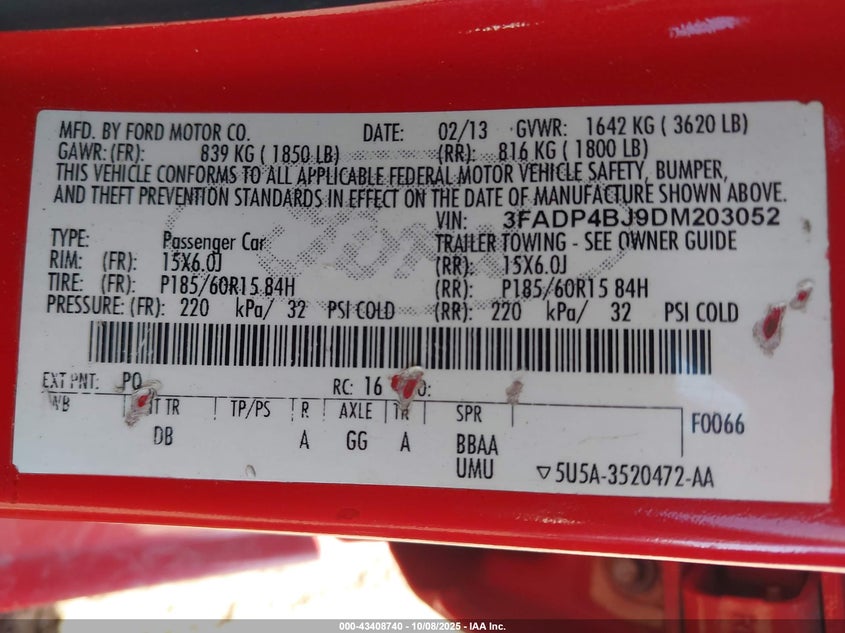 MFD. BY FORD MOTOR CO. DATE: 02/13 GVWR: 1642 KG ( 3620 LB)
GAWR: (FR): 839 KG ( 1850 LB) (RR): 816 KG ( 1800 LB)
THIS VEHICLE CONFORMS TO ALL APPLICABLE FEDERAL MOTOR VEHICLE SAFETY, BUMPER,
AND THEFT PREVENTION STANDARDS IN EFFECT ON THE DATE OF MANUFACTURE SHOWN ABOVE.
VIN: 3FADP4BJ9DM203052
TYPE: Passenger Car TRAILER TOWING - SEE OWNER GUIDE
RIM: (FR): 15X6.0J (RR): 15X6.0J
TIRE: (FR): P185/60R15 84H (RR): P185/60R15 84H
PRESSURE: (FR): 220 kPa/ 32 PSI COLD (RR): 220 kPa/ 32 PSI COLD
EXT PNT: PQ RC: 16
WB TR TP/PS R AXLE TR SPR F0066
DB A GG A BBAA
UMU 5U5A-3520472-AA
000-43408740 - 10/08/2025 - IAA Inc.